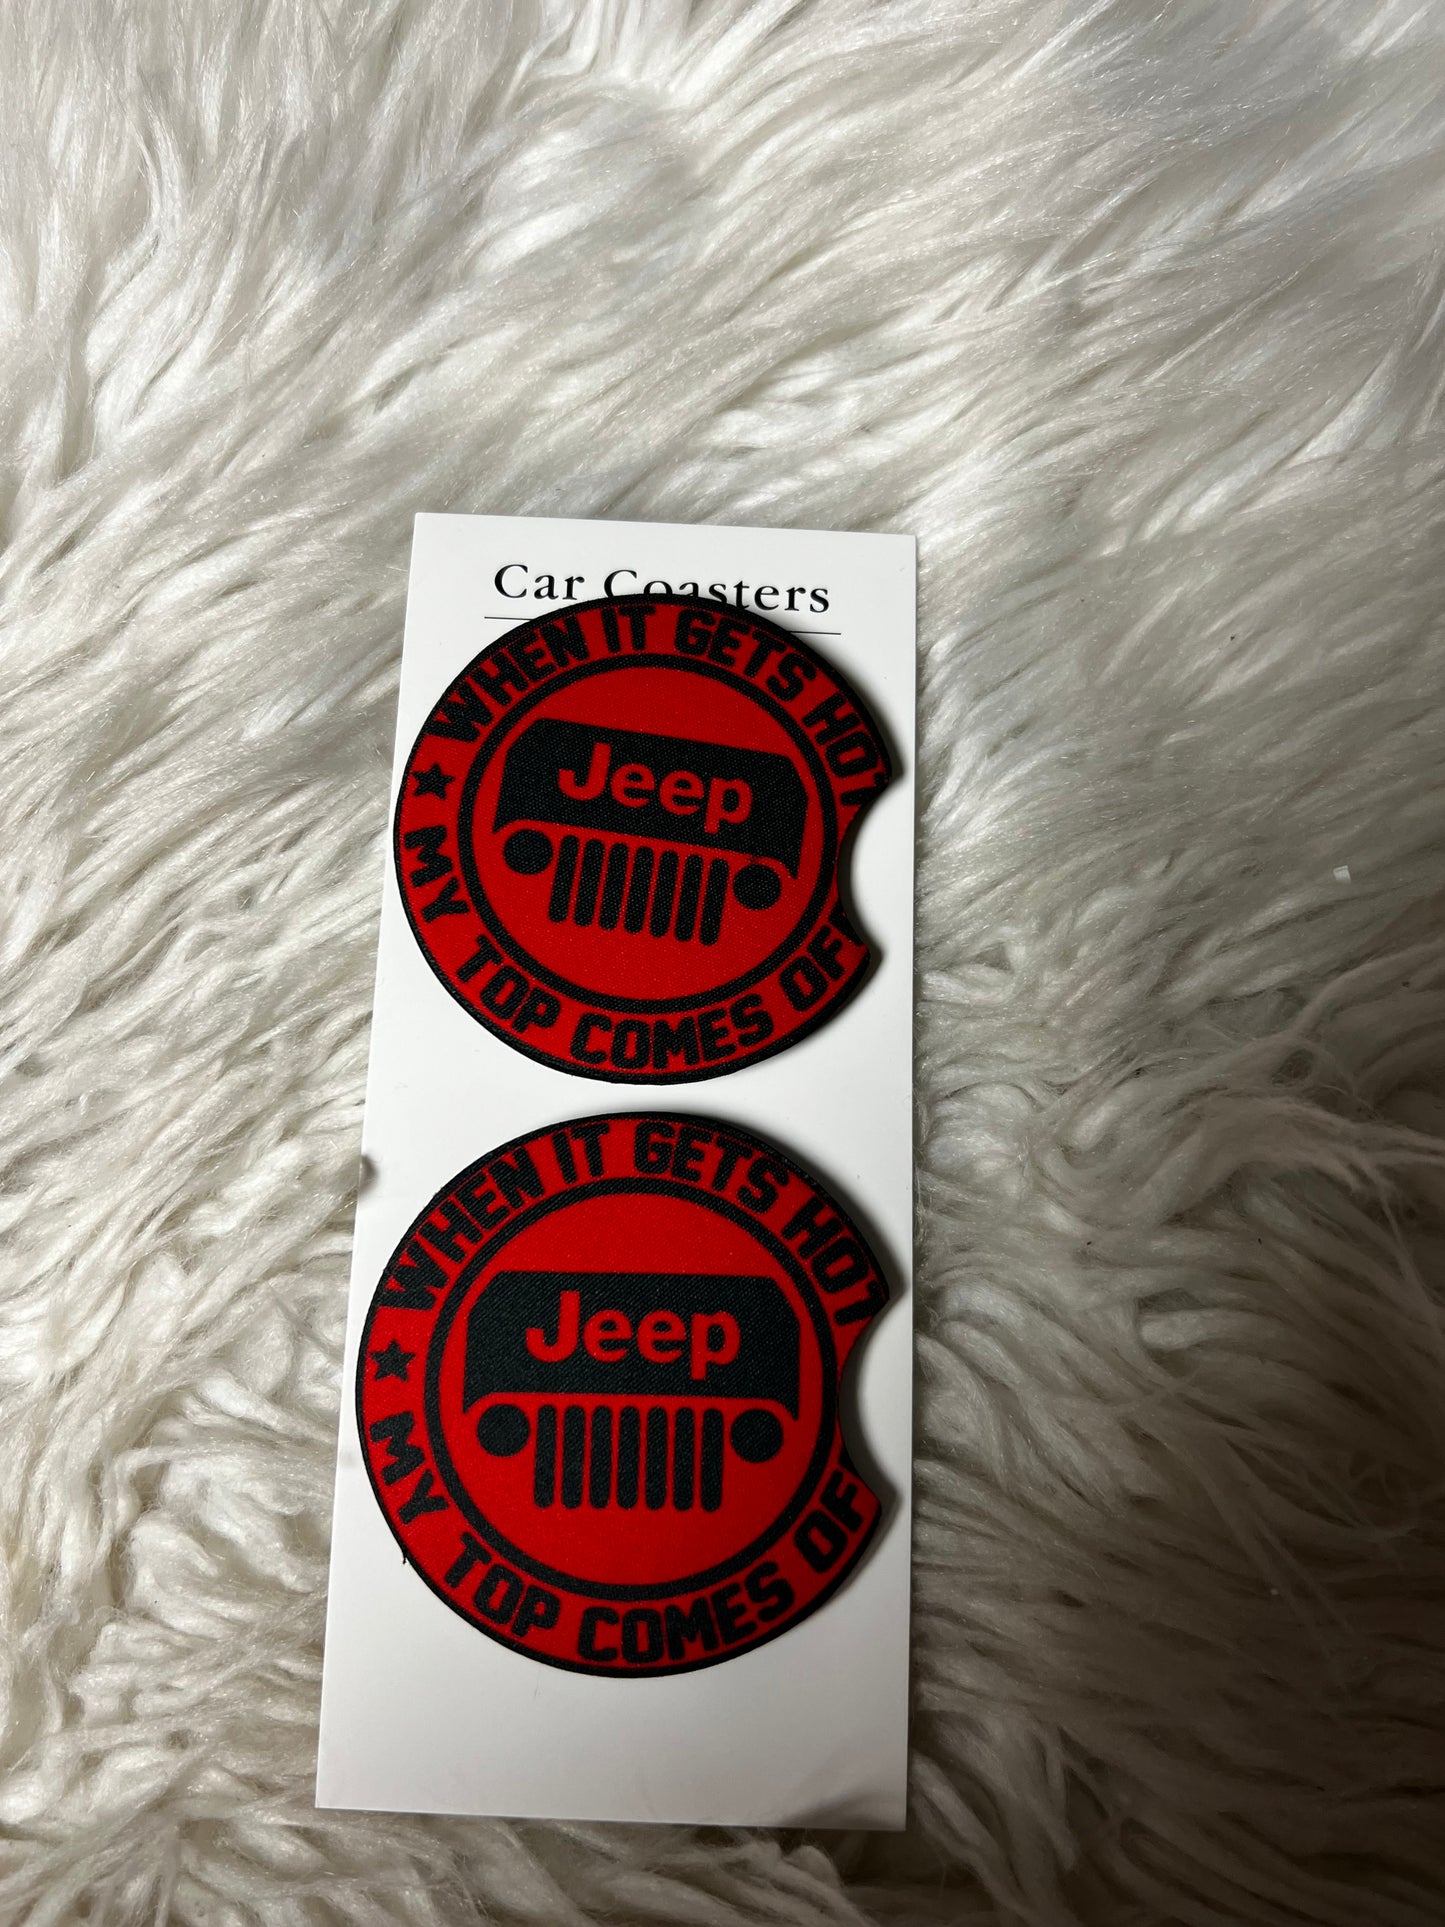 Car Coasters
WHEN IT GETS HOT
Jeep
MY TOP COMES OF
WHEN IT GETS HOT
Jeep
MY TOP COMES OF